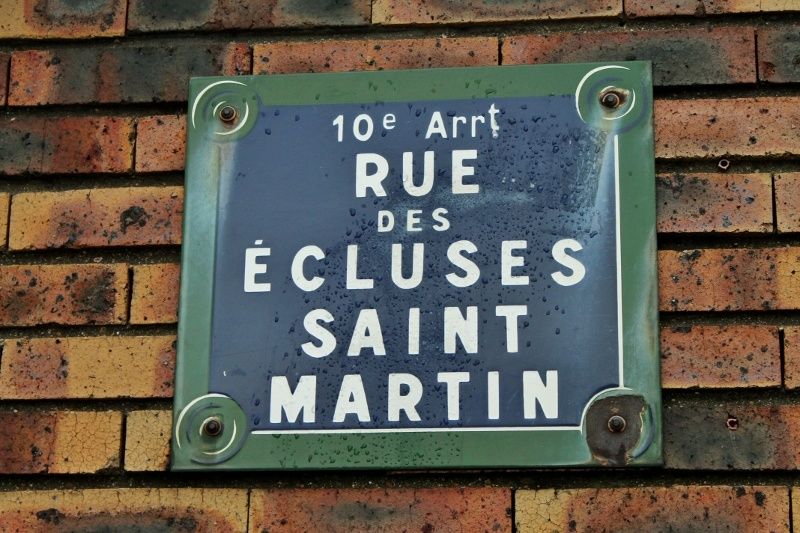 10e Arrt
RUE
DES
ÉCLUSES
SAINT
MARTIN